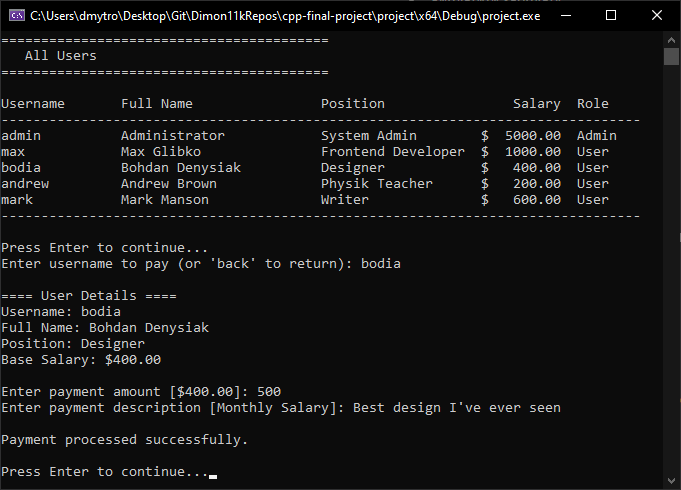 C:\Users\dmytro\Desktop\Git\Dimon11kRepos\cpp-final-project\project\x64\Debug\project.exe
=========================================
All Users
=========================================
Username Full Name Position Salary Role
--------------------------------------------------------------------------------
admin Administrator System Admin $ 5000.00 Admin
max Max Glibko Frontend Developer $ 1000.00 User
bodia Bohdan Denysiak Designer $ 400.00 User
andrew Andrew Brown Physik Teacher $ 200.00 User
mark Mark Manson Writer $ 600.00 User
--------------------------------------------------------------------------------
Press Enter to continue...
Enter username to pay (or 'back' to return): bodia
==== User Details ====
Username: bodia
Full Name: Bohdan Denysiak
Position: Designer
Base Salary: $400.00
Enter payment amount [$400.00]: 500
Enter payment description [Monthly Salary]: Best design I've ever seen
Payment processed successfully.
Press Enter to continue...